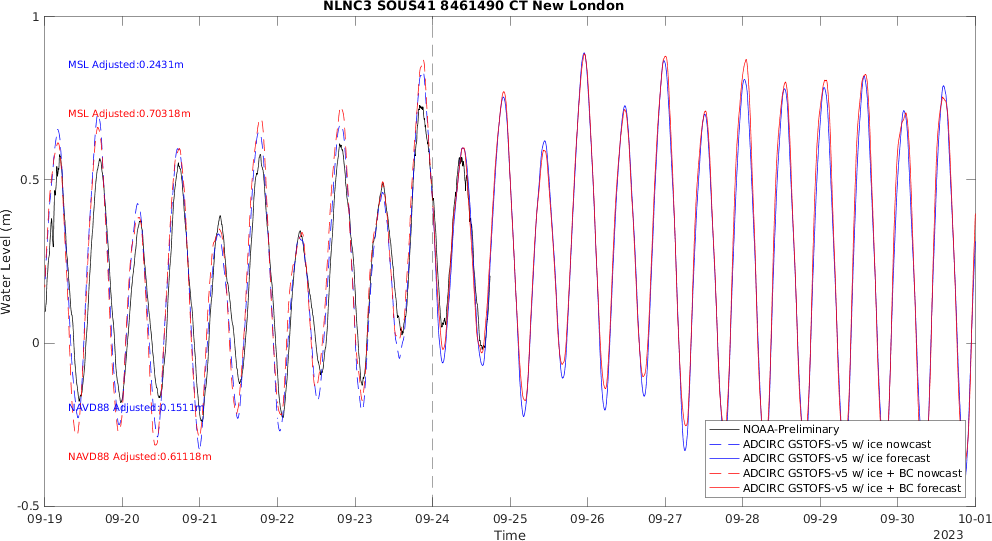 NLNC3 SOUS41 8461490 CT New London
1
MSL Adjusted:0.2431m
MSL Adjusted:0.70318m
0.5
Water Level (m)
0
NAVD88 Adjusted:0.1511m
NAVD88 Adjusted:0.61118m
NOAA-Preliminary
ADCIRC GSTOFS-v5 w/ ice nowcast
ADCIRC GSTOFS-v5 w/ ice forecast
ADCIRC GSTOFS-v5 w/ ice + BC nowcast
ADCIRC GSTOFS-v5 w/ ice + BC forecast
-0.5
09-19 09-20 09-21 09-22 09-23 09-24 09-25 09-26 09-27 09-28 09-29 09-30 10-01
Time
2023